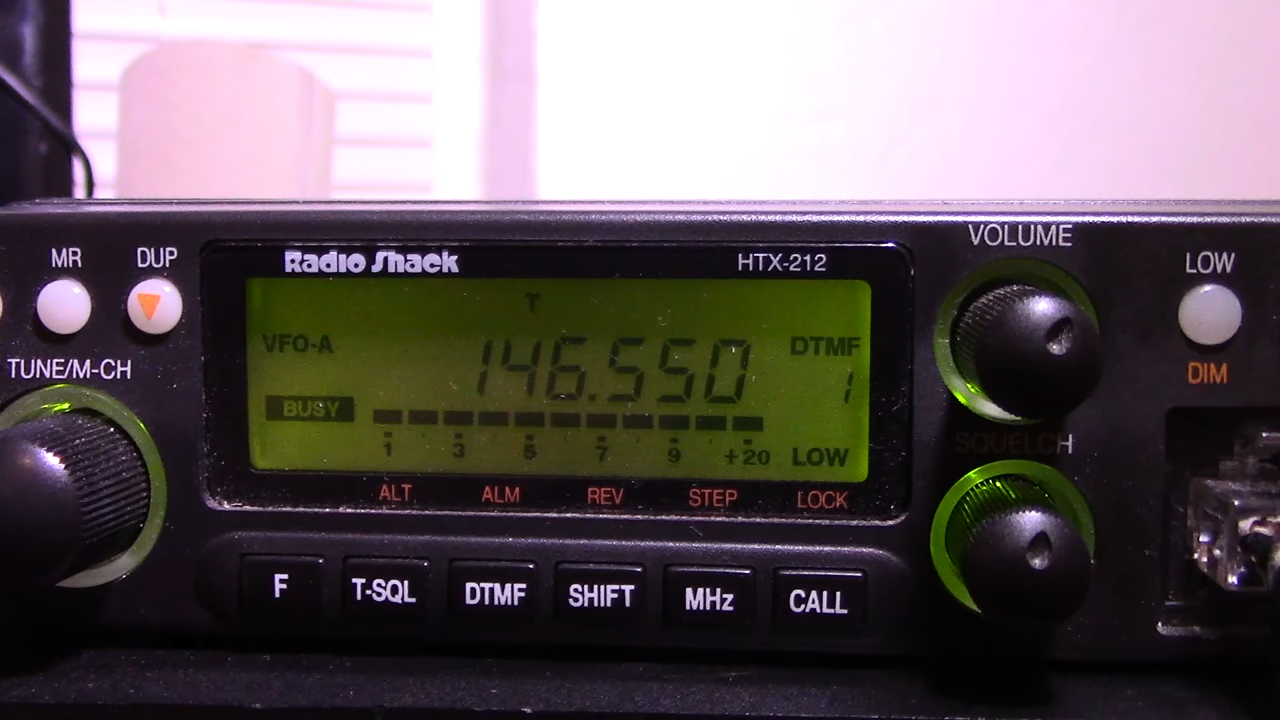 MR DUP Radio Shack HTX-212 VOLUME LOW
T
VFO-A 146.550 DTMF
1
TUNE/M-CH
DIM
BUSY
1 3 5 7 9 +20 LOW
SQUELCH
ALT ALM REV STEP LOCK
F T-SQL DTMF SHIFT MHz CALL